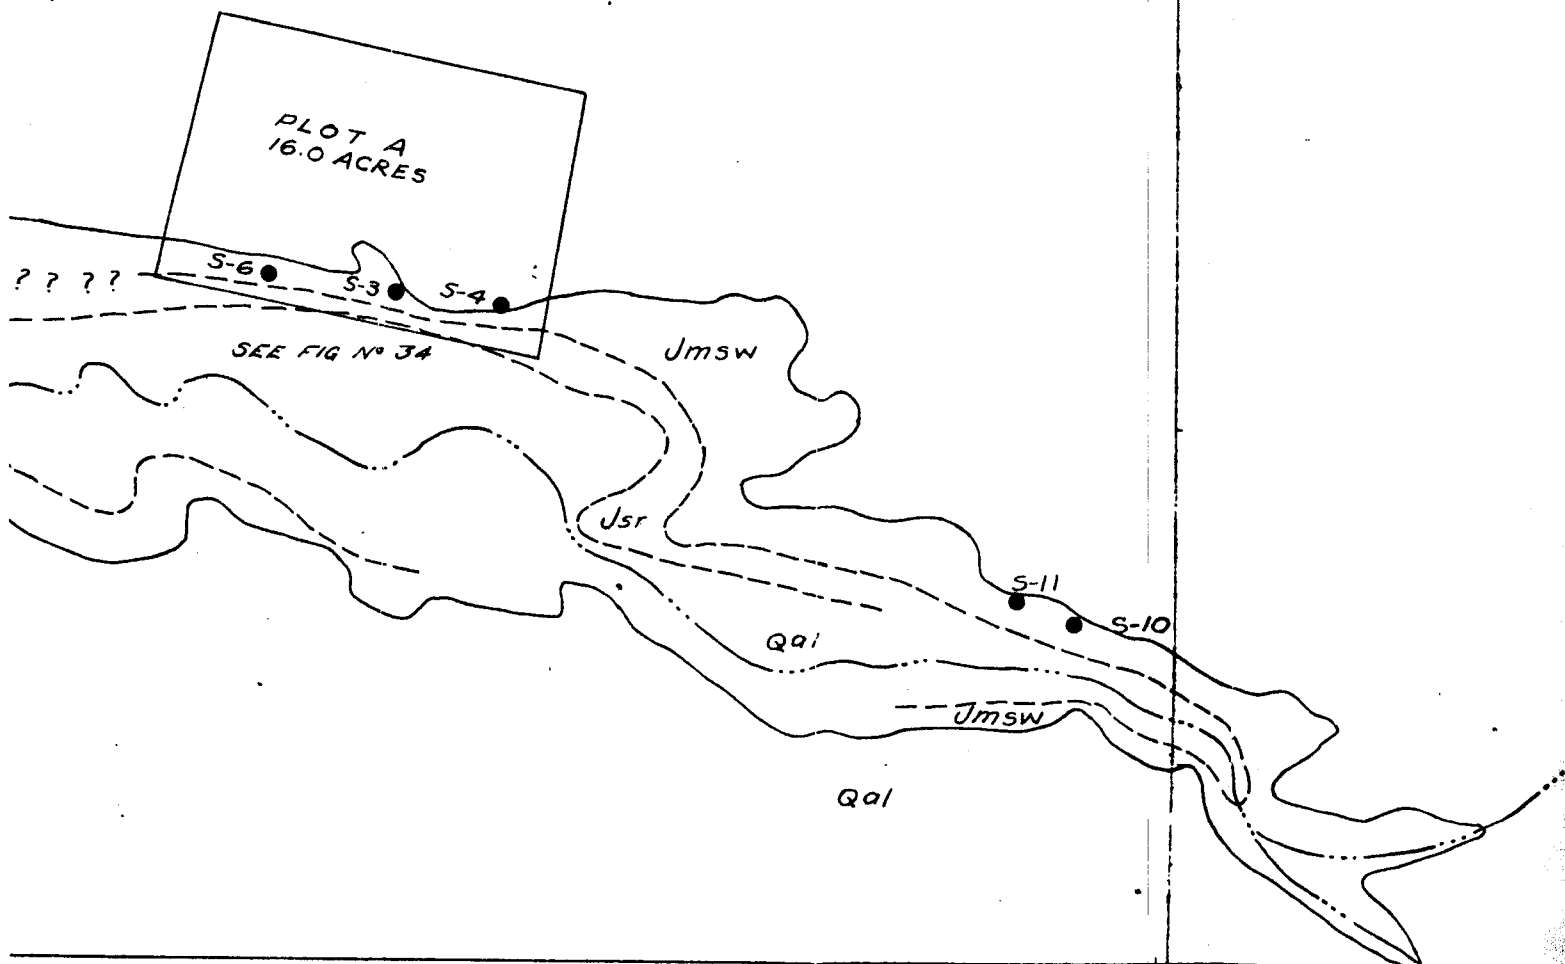 PLOT A
16.0 ACRES
S-6
? ? ? ?
S-3
S-4
SEE FIG Nº 34
Jmsw
Jsr
S-11
S-10
Qal
Jmsw
Qal